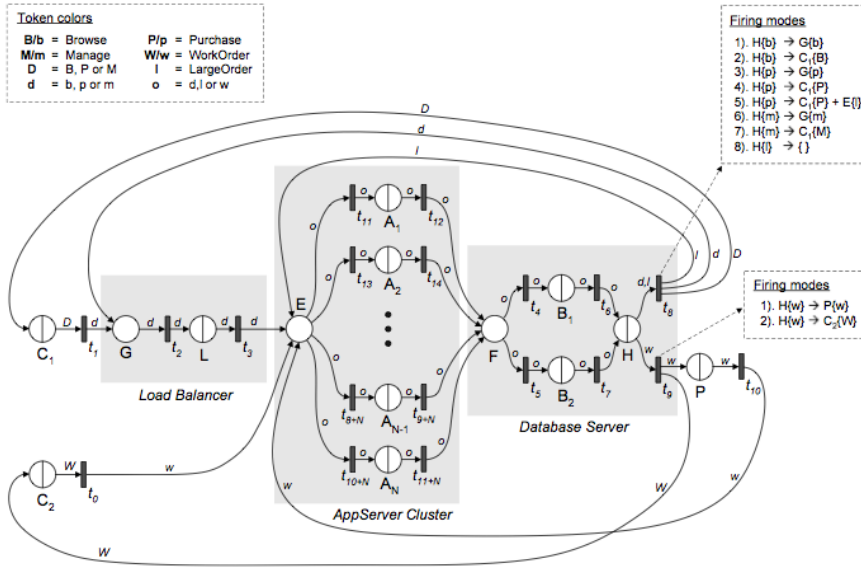 Token colors
B/b = Browse P/p = Purchase
M/m = Manage W/w = WorkOrder
D = B, P or M l = LargeOrder
d = b, p or m o = d,l or w
Firing modes
1). H{b} → G{b}
2). H{b} → C1{B}
3). H{p} → G{p}
4). H{p} → C1{P}
5). H{p} → C1{P} + E{l}
6). H{m} → G{m}
7). H{m} → C1{M}
8). H{l} → { }
D
d
l
o o
t11 A1 t12
o o
o o
t13 A2 t14
o o
l d D
Firing modes
1). H{w} → P{w}
2). H{w} → C2{W}
E
o o o o d,l
t4 B1 t6 t8
D d d d d
C1 t1 G t2 L t3
F H
o o o o w w w
t5 B2 t7 t9 P t10
Load Balancer
Database Server
o o
t8+N AN-1 t9+N
o o
o o
t10+N AN t11+N
W w
C2 t0
w W w
AppServer Cluster
W